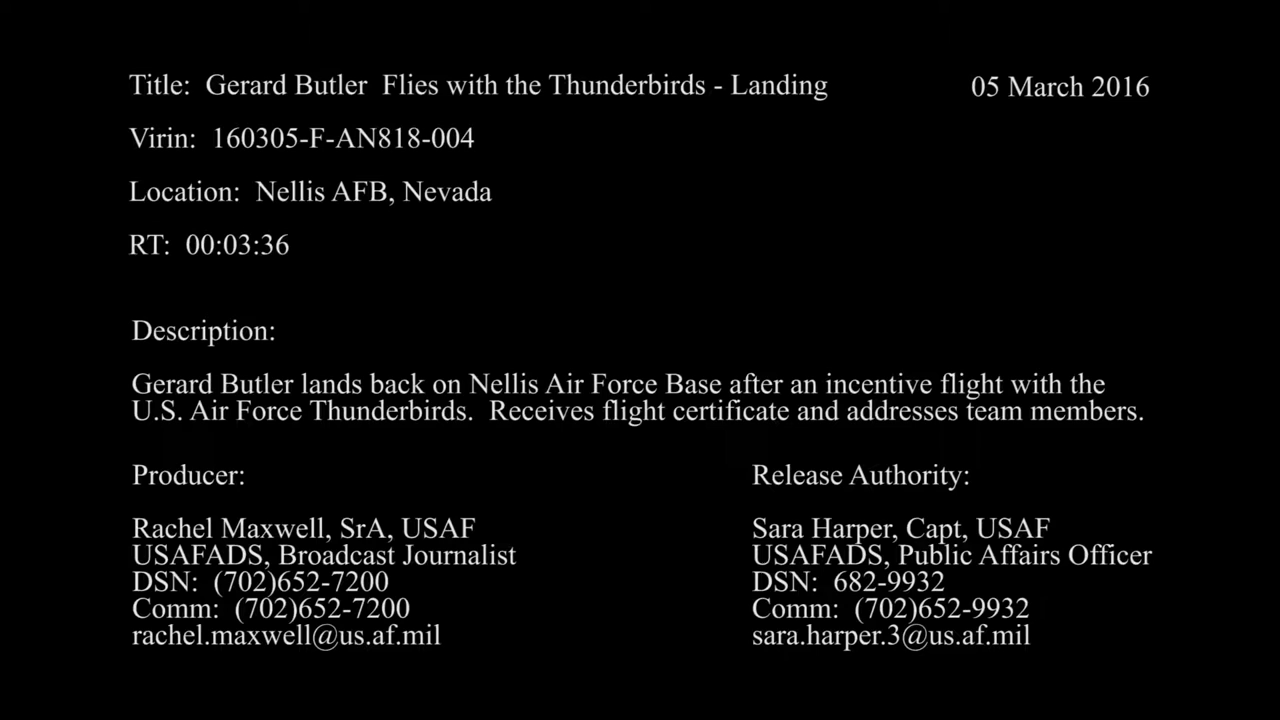 Title: Gerard Butler Flies with the Thunderbirds - Landing
05 March 2016
Virin: 160305-F-AN818-004
Location: Nellis AFB, Nevada
RT: 00:03:36
Description:
Gerard Butler lands back on Nellis Air Force Base after an incentive flight with the
U.S. Air Force Thunderbirds. Receives flight certificate and addresses team members.
Producer:
Rachel Maxwell, SrA, USAF
USAFADS, Broadcast Journalist
DSN: (702)652-7200
Comm: (702)652-7200
rachel.maxwell@us.af.mil
Release Authority:
Sara Harper, Capt, USAF
USAFADS, Public Affairs Officer
DSN: 682-9932
Comm: (702)652-9932
sara.harper.3@us.af.mil